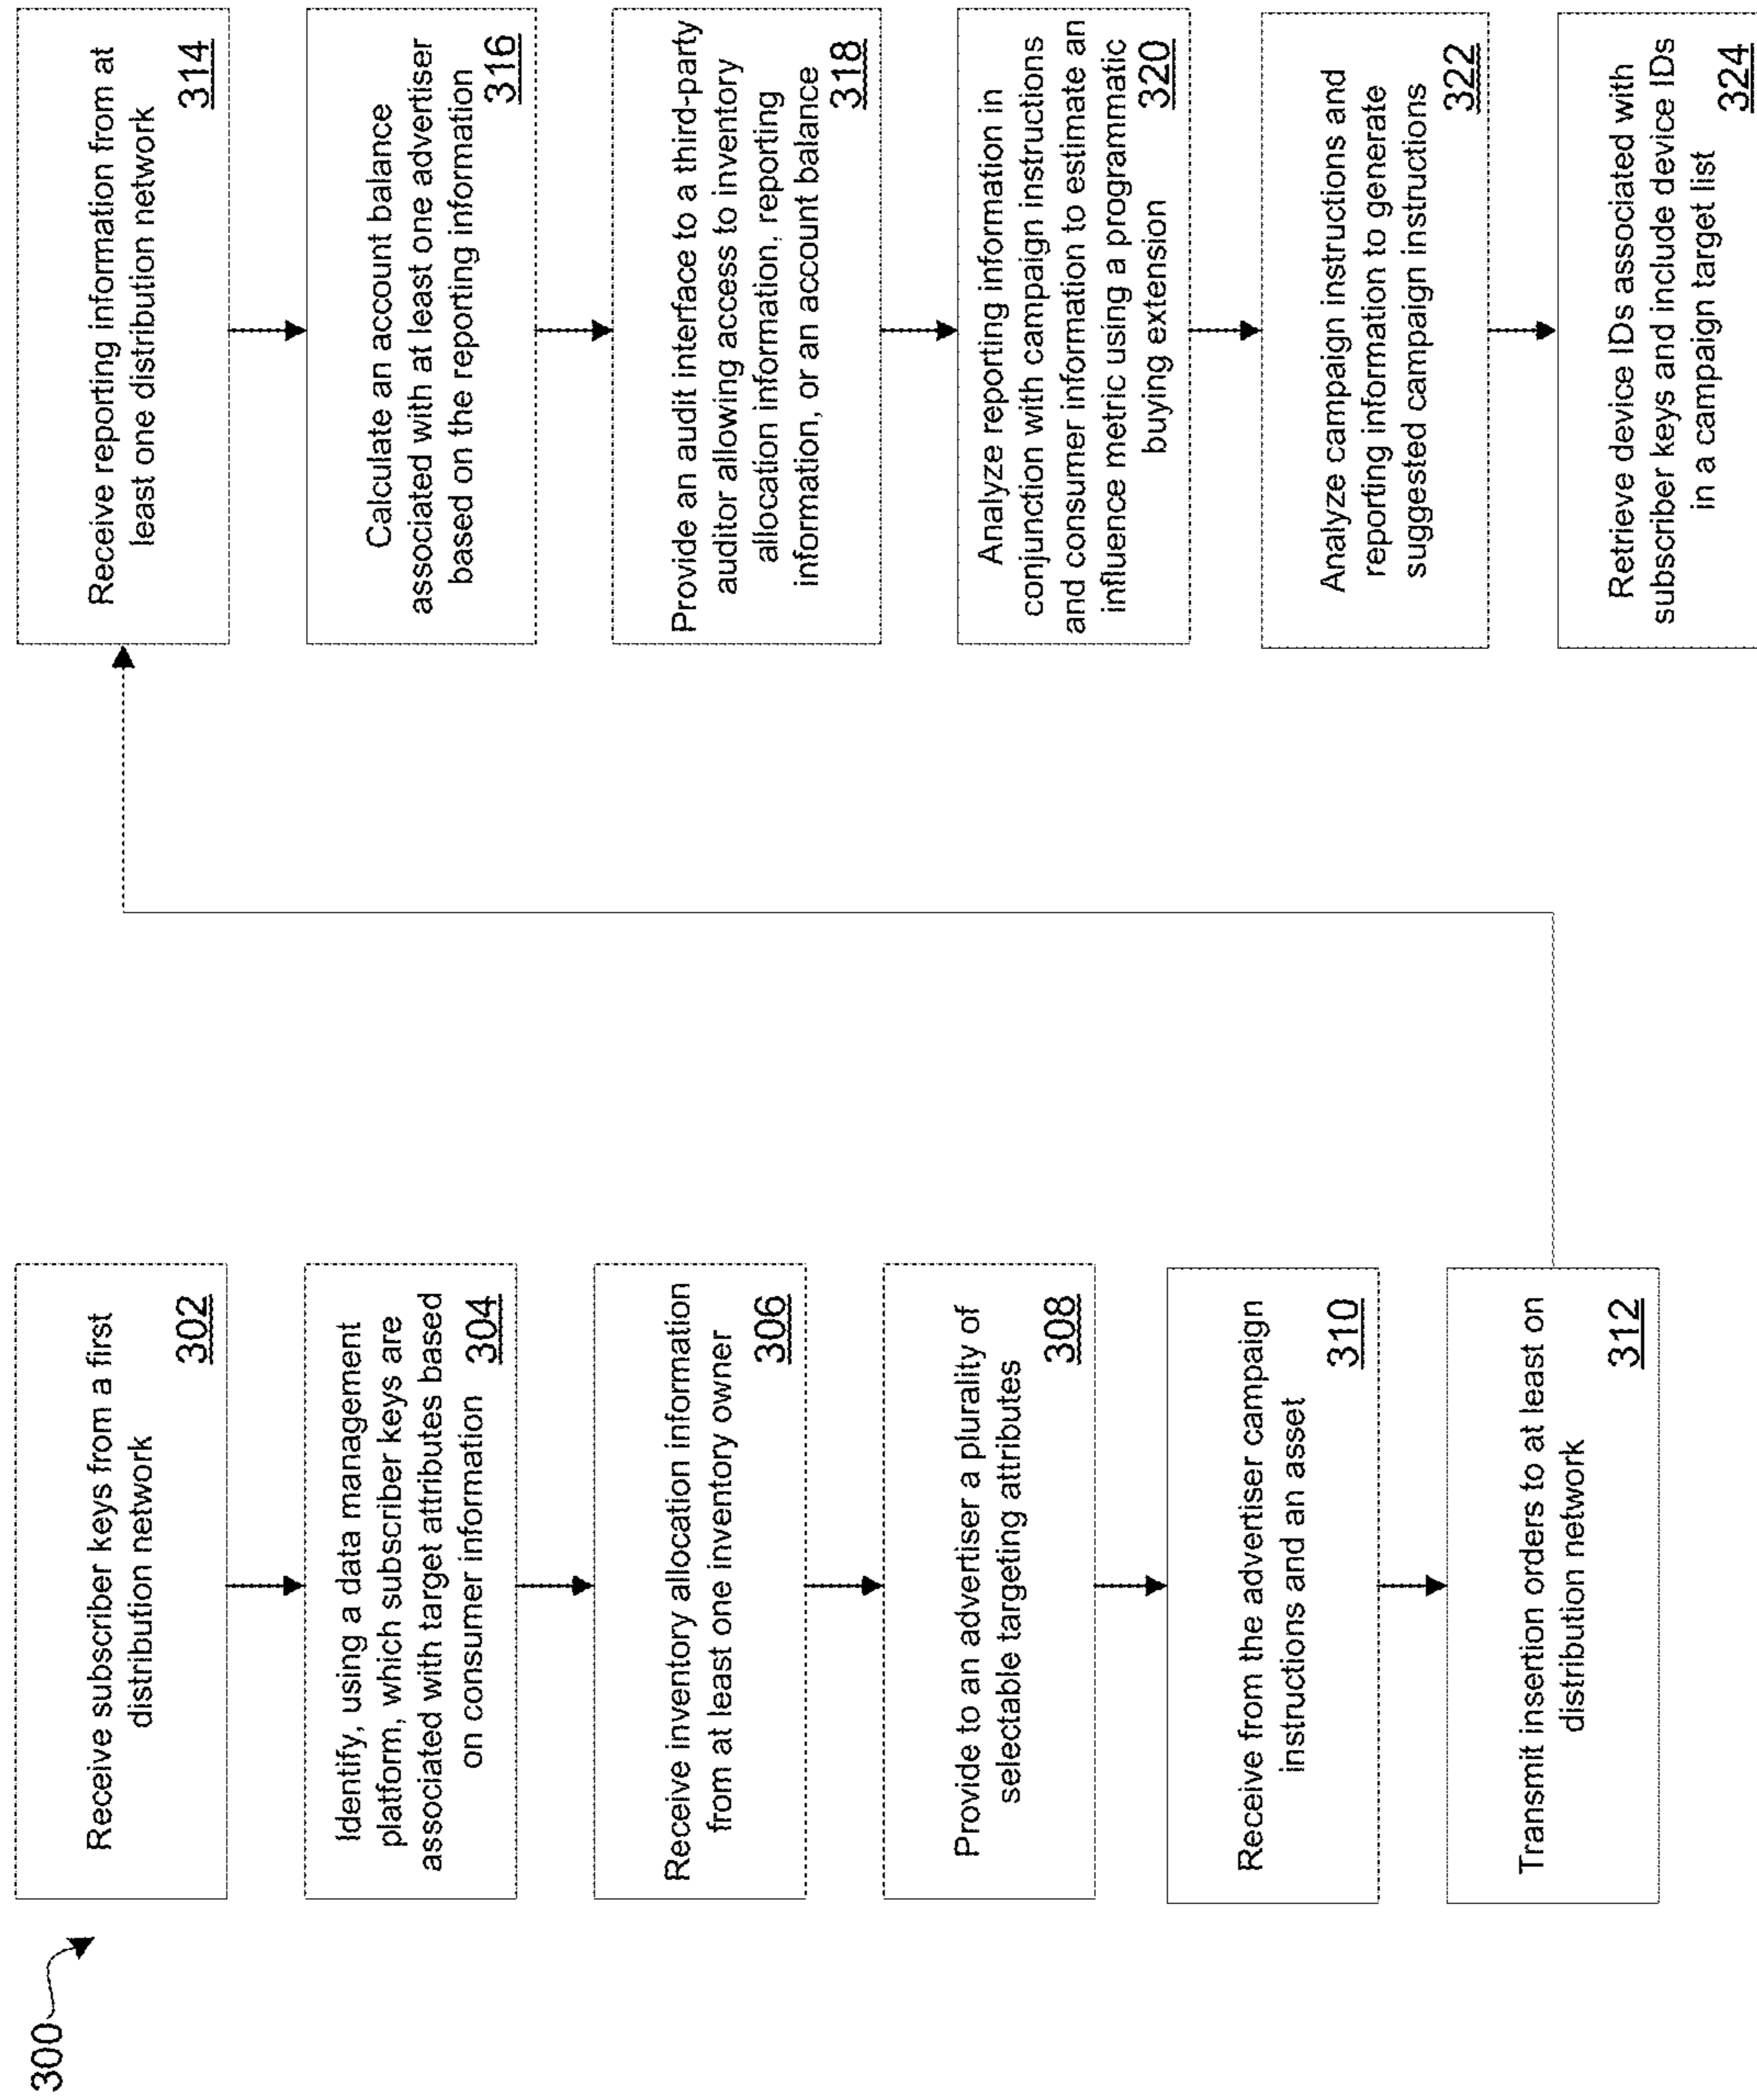 300
Receive subscriber keys from a first
distribution network
302
Identify, using a data management
platform, which subscriber keys are
associated with target attributes based
on consumer information
304
Receive inventory allocation information
from at least one inventory owner
306
Provide to an advertiser a plurality of
selectable targeting attributes
308
Receive from the advertiser campaign
instructions and an asset
310
Transmit insertion orders to at least on
distribution network
312
Receive reporting information from at
least one distribution network
314
Calculate an account balance
associated with at least one advertiser
based on the reporting information
316
Provide an audit interface to a third-party
auditor allowing access to inventory
allocation information, reporting
information, or an account balance
318
Analyze reporting information in
conjunction with campaign instructions
and consumer information to estimate an
influence metric using a programmatic
buying extension
320
Analyze campaign instructions and
reporting information to generate
suggested campaign instructions
322
Retrieve device IDs associated with
subscriber keys and include device IDs
in a campaign target list
324